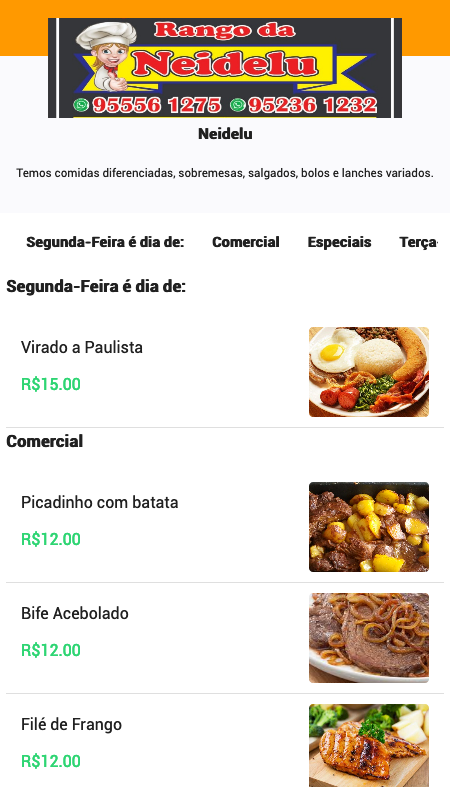 Rango da
Neidelu
95556 1275 95236 1232
Neidelu
Temos comidas diferenciadas, sobremesas, salgados, bolos e lanches variados.
Segunda-Feira é dia de: Comercial Especiais Terça-
Segunda-Feira é dia de:
Virado a Paulista
R$15.00
Comercial
Picadinho com batata
R$12.00
Bife Acebolado
R$12.00
Filé de Frango
R$12.00